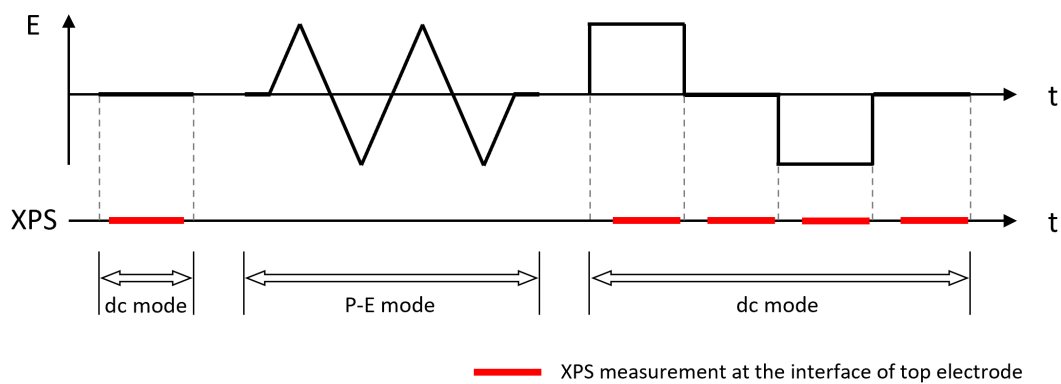 E
t
XPS
t
dc mode
P-E mode
dc mode
XPS measurement at the interface of top electrode